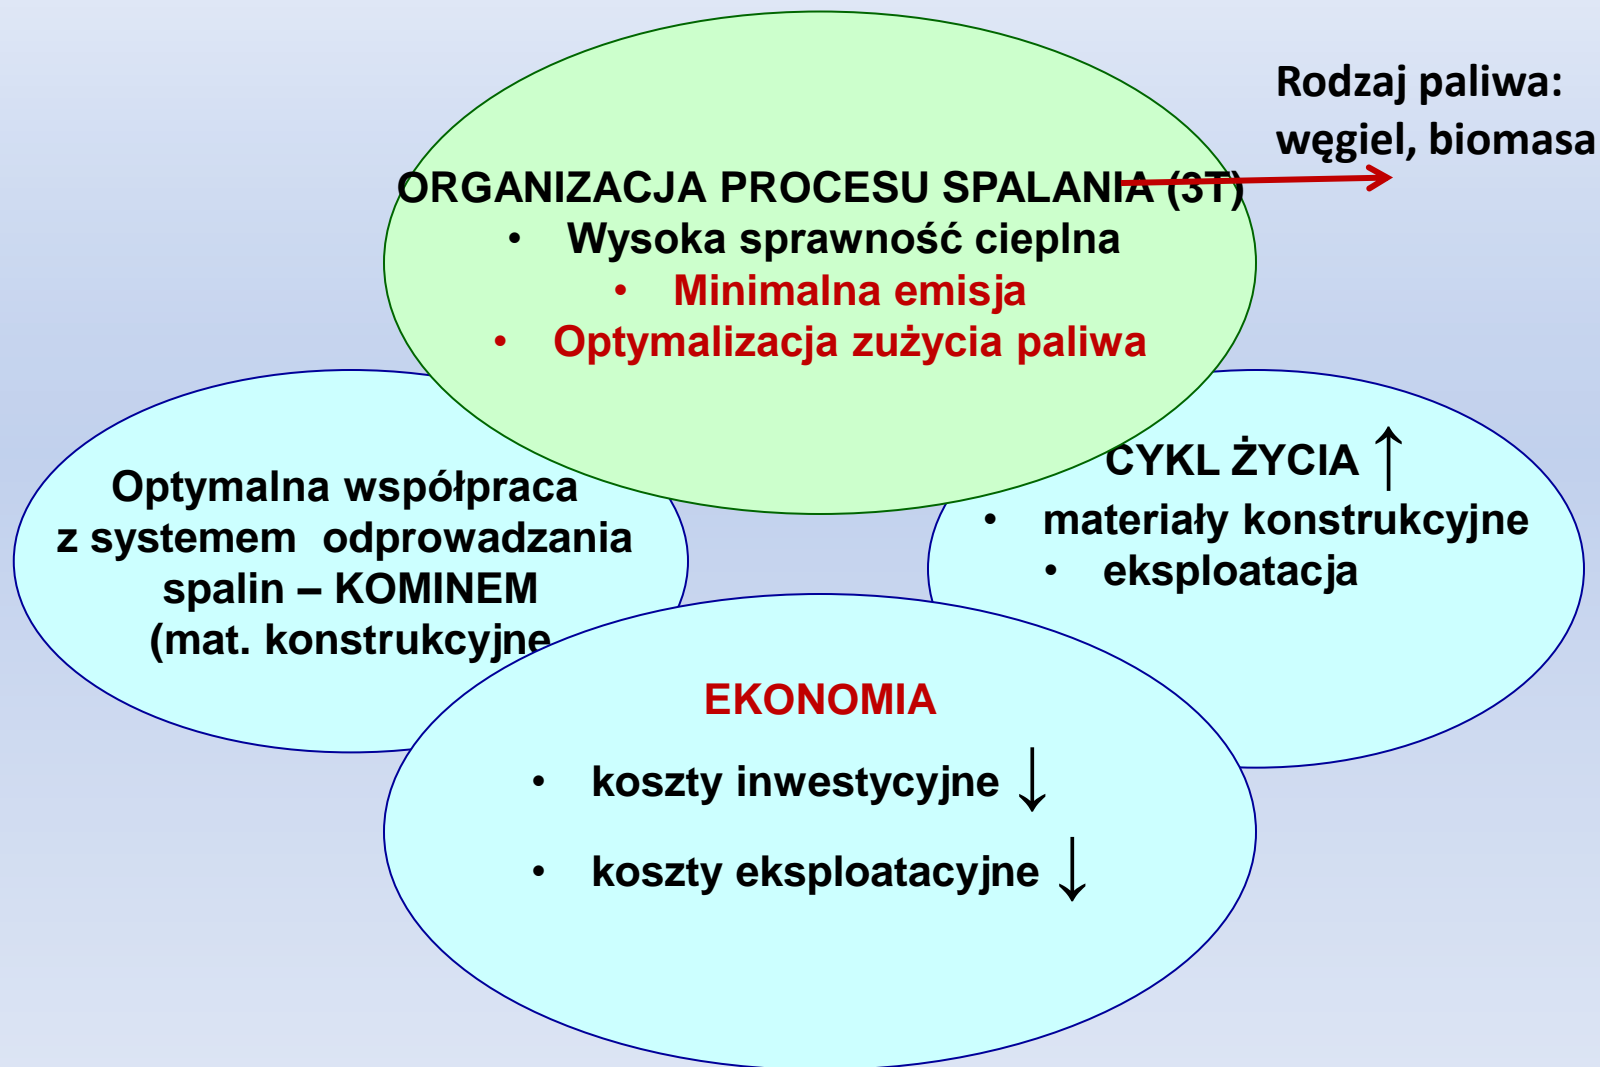 Rodzaj paliwa:
węgiel, biomasa
ORGANIZACJA PROCESU SPALANIA (3T)
• Wysoka sprawność cieplna
• Minimalna emisja
• Optymalizacja zużycia paliwa
Optymalna współpraca
z systemem odprowadzania
spalin – KOMINEM
(mat. konstrukcyjne
CYKL ŻYCIA ↑
• materiały konstrukcyjne
• eksploatacja
EKONOMIA
• koszty inwestycyjne ↓
• koszty eksploatacyjne ↓